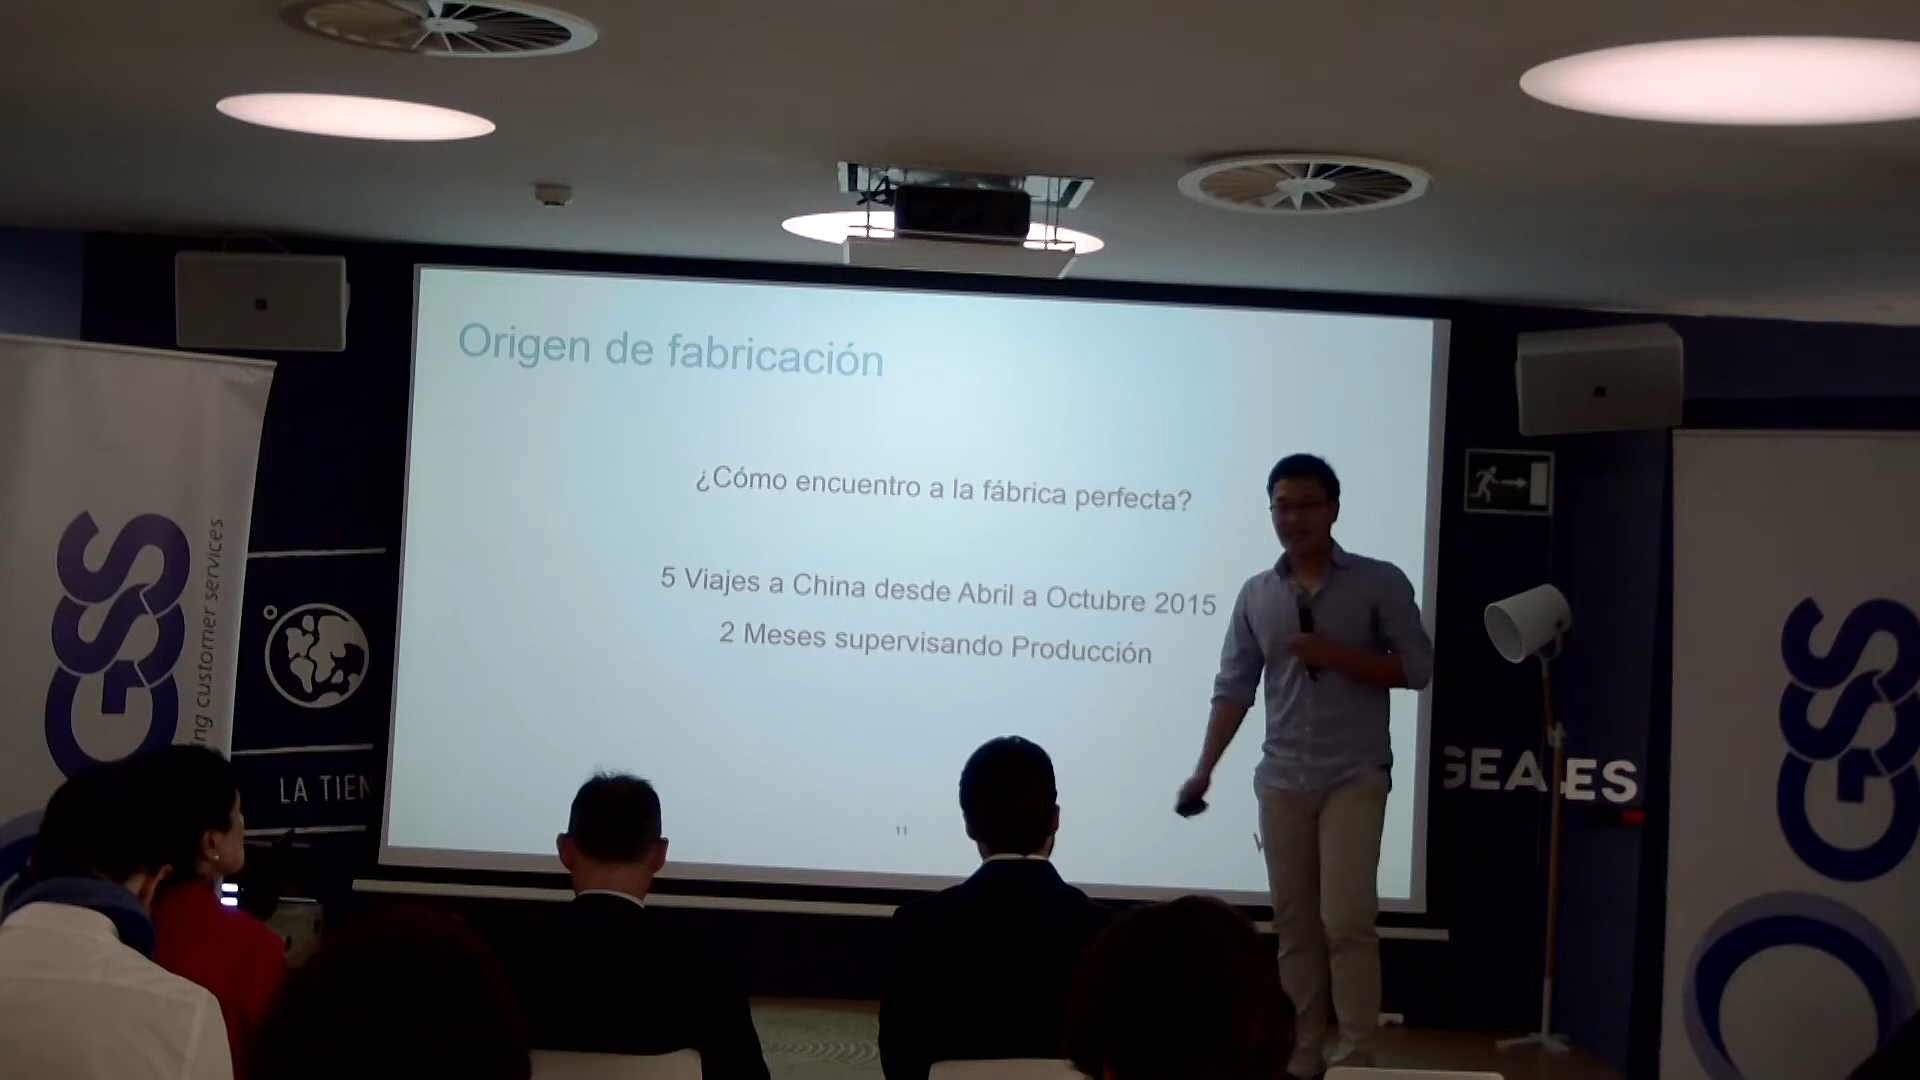 Origen de fabricación
¿Cómo encuentro a la fábrica perfecta?
5 Viajes a China desde Abril a Octubre 2015
2 Meses supervisando Producción
11
GSS
ing customer services
LA TIEN
GEA
ES
GSS